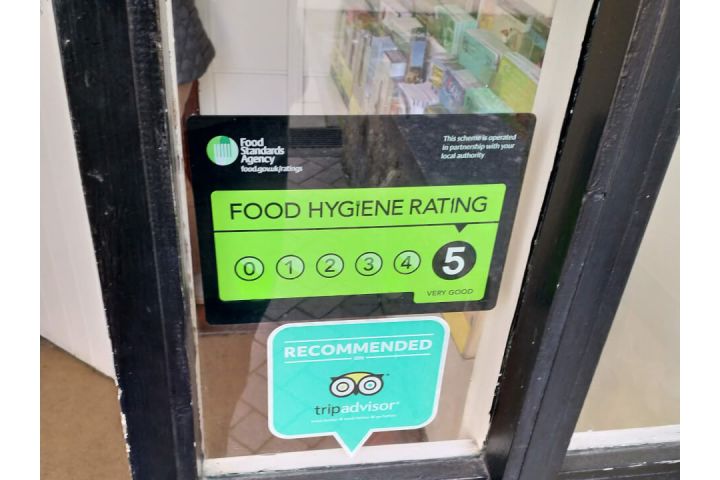 Food
Standards
Agency
food.gov.uk/ratings
This scheme is operated
in partnership with your
local authority
FOOD HYGIENE RATING
0 1 2 3 4 5
VERY GOOD
RECOMMENDED
ON
tripadvisor®